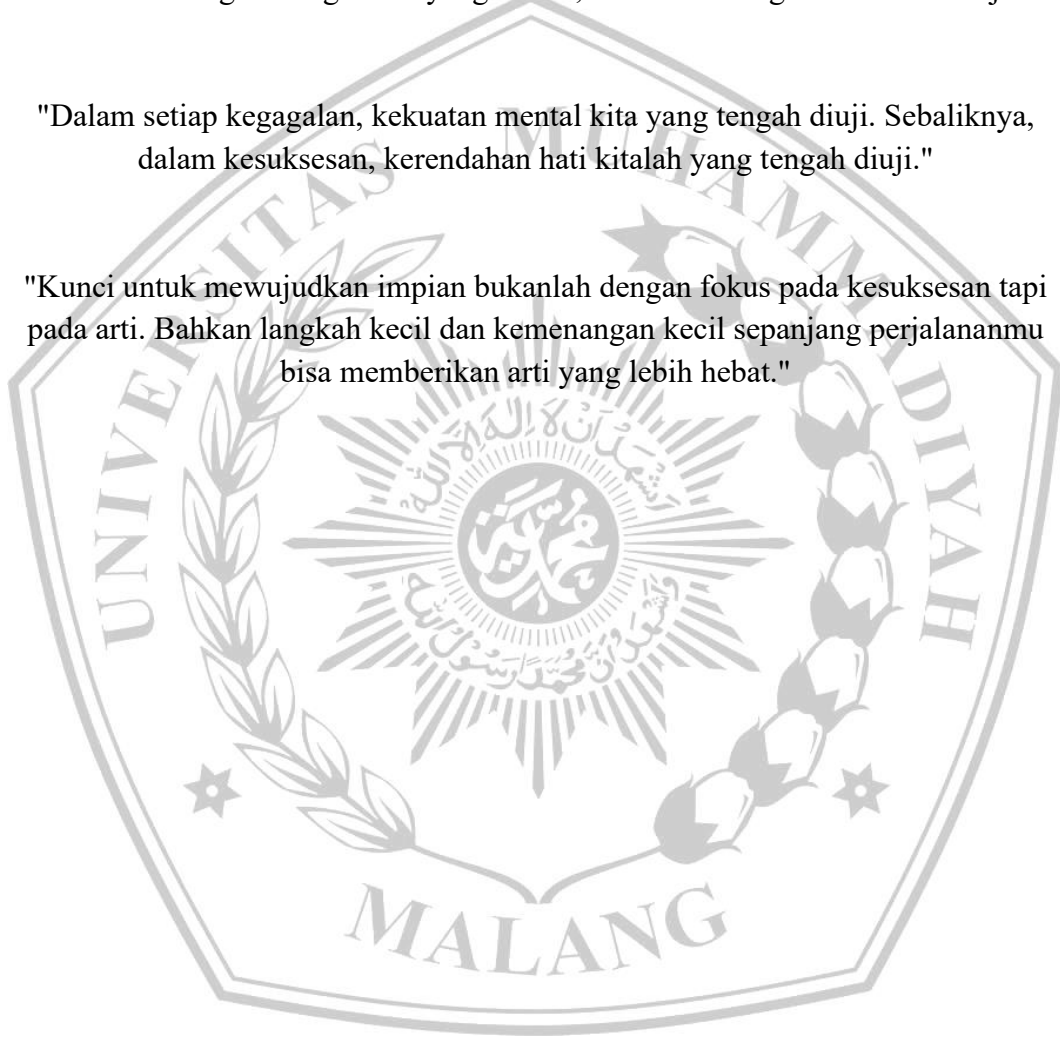 "Dalam setiap kegagalan, kekuatan mental kita yang tengah diuji. Sebaliknya,
dalam kesuksesan, kerendahan hati kitalah yang tengah diuji."
"Kunci untuk mewujudkan impian bukanlah dengan fokus pada kesuksesan tapi
pada arti. Bahkan langkah kecil dan kemenangan kecil sepanjang perjalananmu
bisa memberikan arti yang lebih hebat."
UNIVERSITAS MUHAMMADIYAH
MALANG